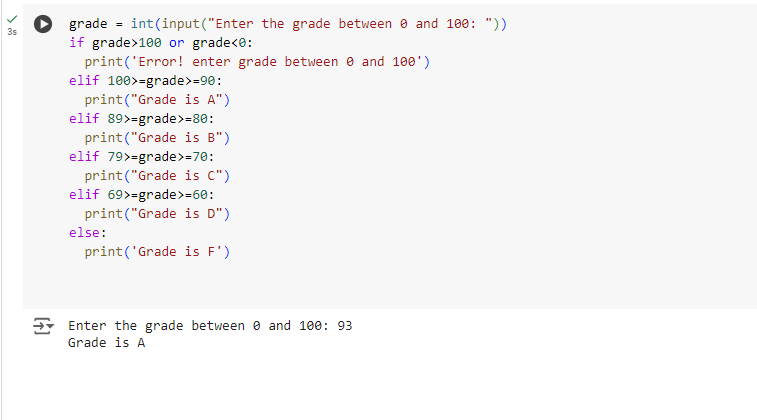 3s
grade = int(input("Enter the grade between 0 and 100: "))
if grade>100 or grade<0:
  print('Error! enter grade between 0 and 100')
elif 100>=grade>=90:
  print("Grade is A")
elif 89>=grade>=80:
  print("Grade is B")
elif 79>=grade>=70:
  print("Grade is C")
elif 69>=grade>=60:
  print("Grade is D")
else:
  print('Grade is F')
Enter the grade between 0 and 100: 93
Grade is A